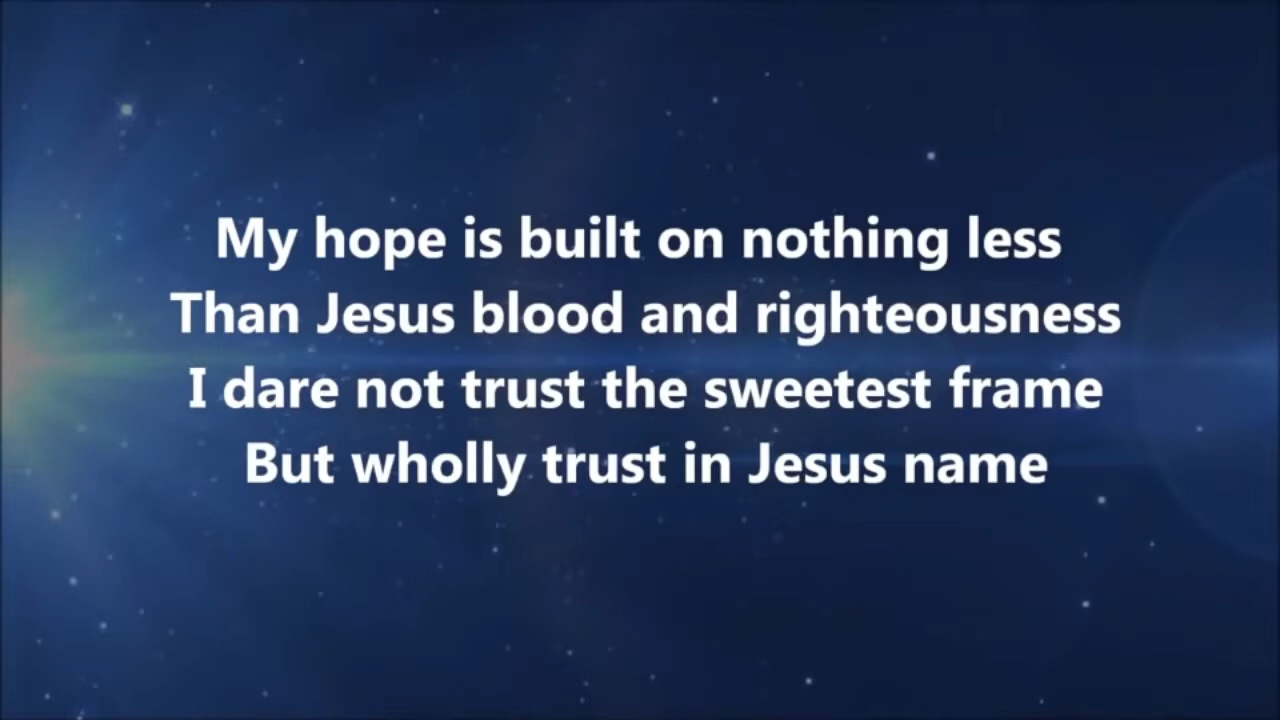 My hope is built on nothing less
Than Jesus blood and righteousness
I dare not trust the sweetest frame
But wholly trust in Jesus name